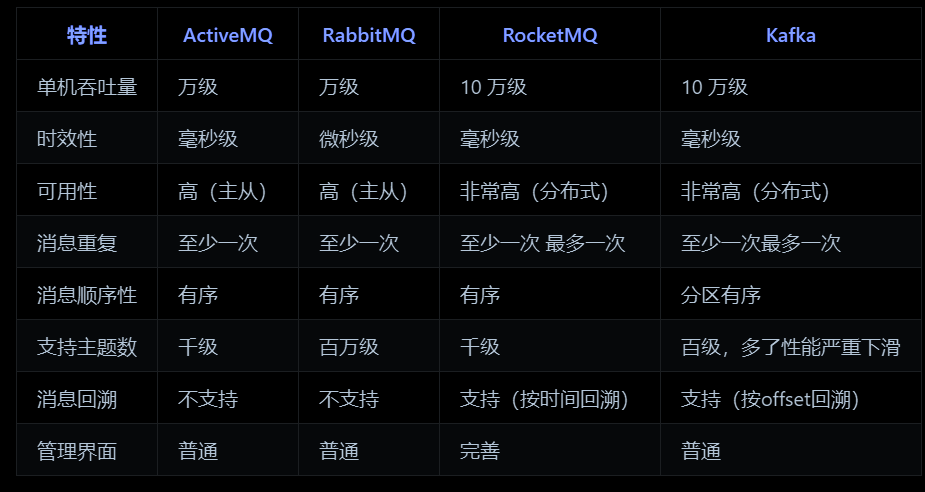 特性 ActiveMQ RabbitMQ RocketMQ Kafka
单机吞吐量 万级 万级 10 万级 10 万级
时效性 毫秒级 微秒级 毫秒级 毫秒级
可用性 高（主从） 高（主从） 非常高（分布式） 非常高（分布式）
消息重复 至少一次 至少一次 至少一次 最多一次 至少一次最多一次
消息顺序性 有序 有序 有序 分区有序
支持主题数 千级 百万级 千级 百级，多了性能严重下滑
消息回溯 不支持 不支持 支持（按时间回溯） 支持（按offset回溯）
管理界面 普通 普通 完善 普通